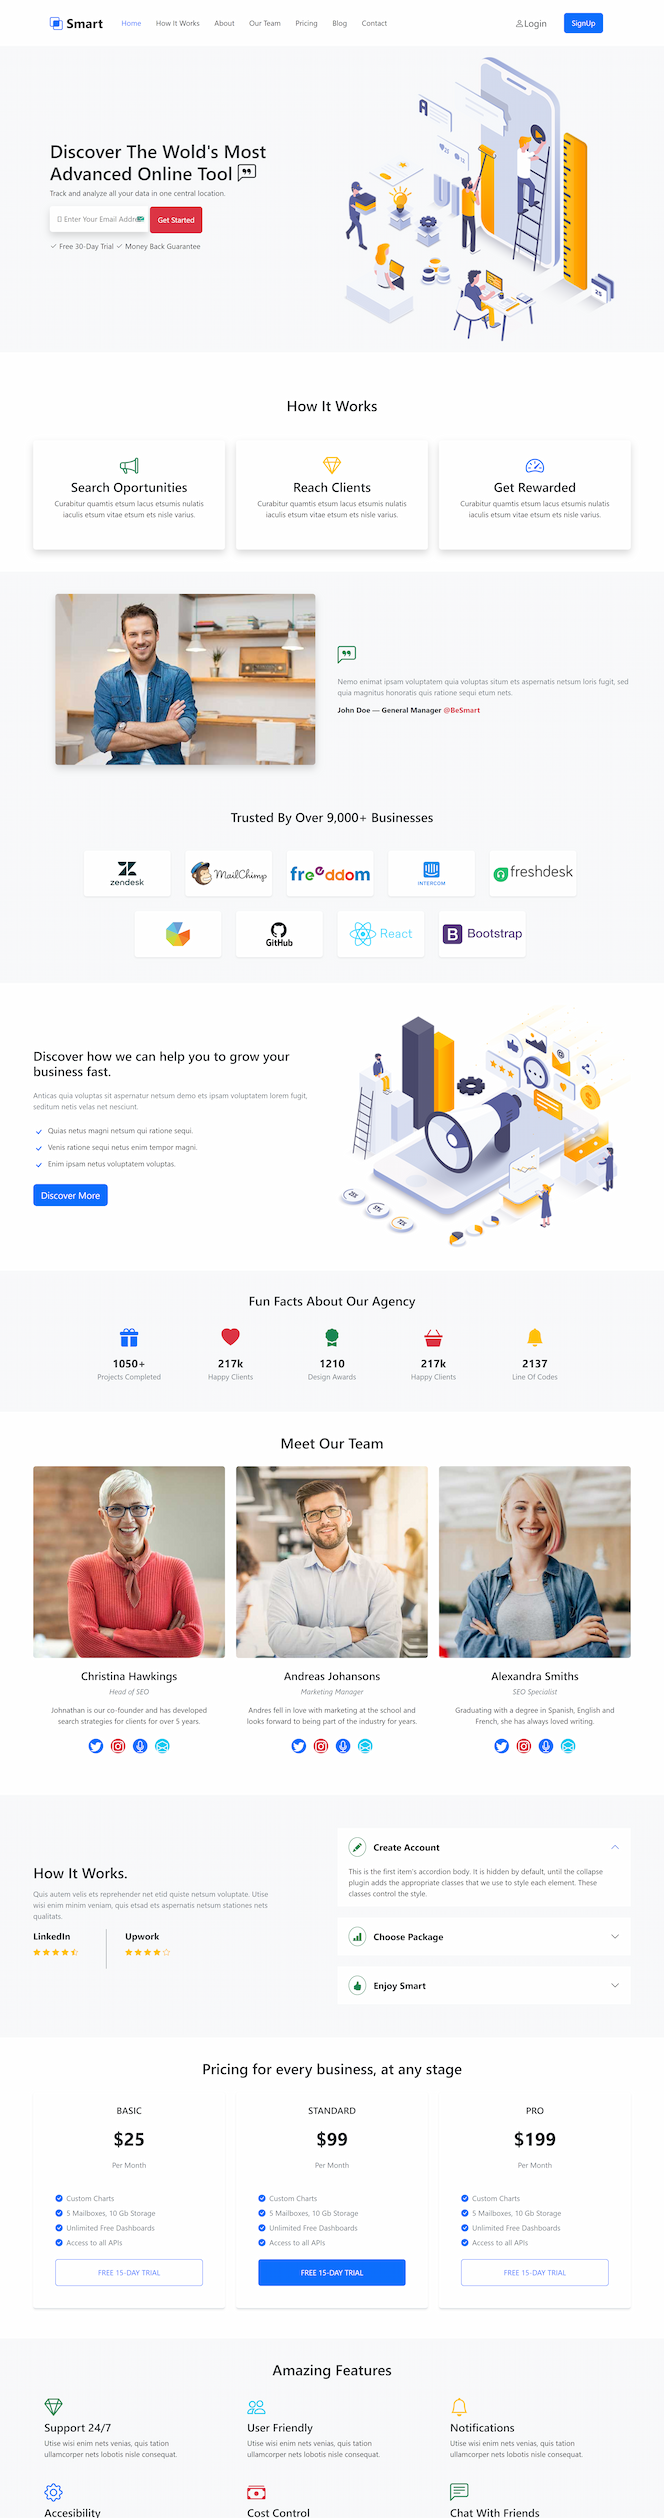 Smart Home How It Works About Our Team Pricing Blog Contact Login SignUp
Discover The Wold's Most
Advanced Online Tool
Track and analyze all your data in one central location.
Enter Your Email Addre Get Started
Free 30-Day Trial Money Back Guarantee
A
25
12
25
How It Works
Search Oportunities
Curabitur quamtis etsum lacus etsumis nulatis
iaculis etsum vitae etsum ets nisle varius.
Reach Clients
Curabitur quamtis etsum lacus etsumis nulatis
iaculis etsum vitae etsum ets nisle varius.
Get Rewarded
Curabitur quamtis etsum lacus etsumis nulatis
iaculis etsum vitae etsum ets nisle varius.
Nemo enimat ipsam voluptatem quia voluptas situm ets aspernatis netsum loris fugit, sed
quia magnitus honoratis quis ratione sequi etum nets.
John Doe — General Manager @BeSmart
Trusted By Over 9,000+ Businesses
zendesk
MailChimp
freeddom
INTERCOM
freshdesk
GitHub
React
B Bootstrap
Discover how we can help you to grow your
business fast.
Anticas quia voluptas sit aspernatur netsum demo ets ipsam voluptatem lorem fugit,
seditum netis velas net nesciunt.
Quias netus magni netsum qui ratione sequi.
Venis ratione sequi netus enim tempor magni.
Enim ipsam netus voluptatem voluptas.
Discover More
25%
57%
72%
Fun Facts About Our Agency
1050+
Projects Completed
217k
Happy Clients
1210
Design Awards
217k
Happy Clients
2137
Line Of Codes
Meet Our Team
Christina Hawkings
Head of SEO
Johnathan is our co-founder and has developed
search strategies for clients for over 5 years.
Andreas Johansons
Marketing Manager
Andres fell in love with marketing at the school and
looks forward to being part of the industry for years.
Alexandra Smiths
SEO Specialist
Graduating with a degree in Spanish, English and
French, she has always loved writing.
How It Works.
Quis autem velis ets reprehender net etid quiste netsum voluptate. Utise
wisi enim minim veniam, quis etsad ets aspernatis netsum stationes nets
qualitats.
LinkedIn
Upwork
Create Account
This is the first item's accordion body. It is hidden by default, until the collapse
plugin adds the appropriate classes that we use to style each element. These
classes control the style.
Choose Package
Enjoy Smart
Pricing for every business, at any stage
BASIC
$25
Per Month
Custom Charts
5 Mailboxes, 10 Gb Storage
Unlimited Free Dashboards
Access to all APIs
FREE 15-DAY TRIAL
STANDARD
$99
Per Month
Custom Charts
5 Mailboxes, 10 Gb Storage
Unlimited Free Dashboards
Access to all APIs
FREE 15-DAY TRIAL
PRO
$199
Per Month
Custom Charts
5 Mailboxes, 10 Gb Storage
Unlimited Free Dashboards
Access to all APIs
FREE 15-DAY TRIAL
Amazing Features
Support 24/7
Utise wisi enim nets venias, quis tation
ullamcorper nets lobotis nisle consequat.
User Friendly
Utise wisi enim nets venias, quis tation
ullamcorper nets lobotis nisle consequat.
Notifications
Utise wisi enim nets venias, quis tation
ullamcorper nets lobotis nisle consequat.
Accesibility
Cost Control
Chat With Friends